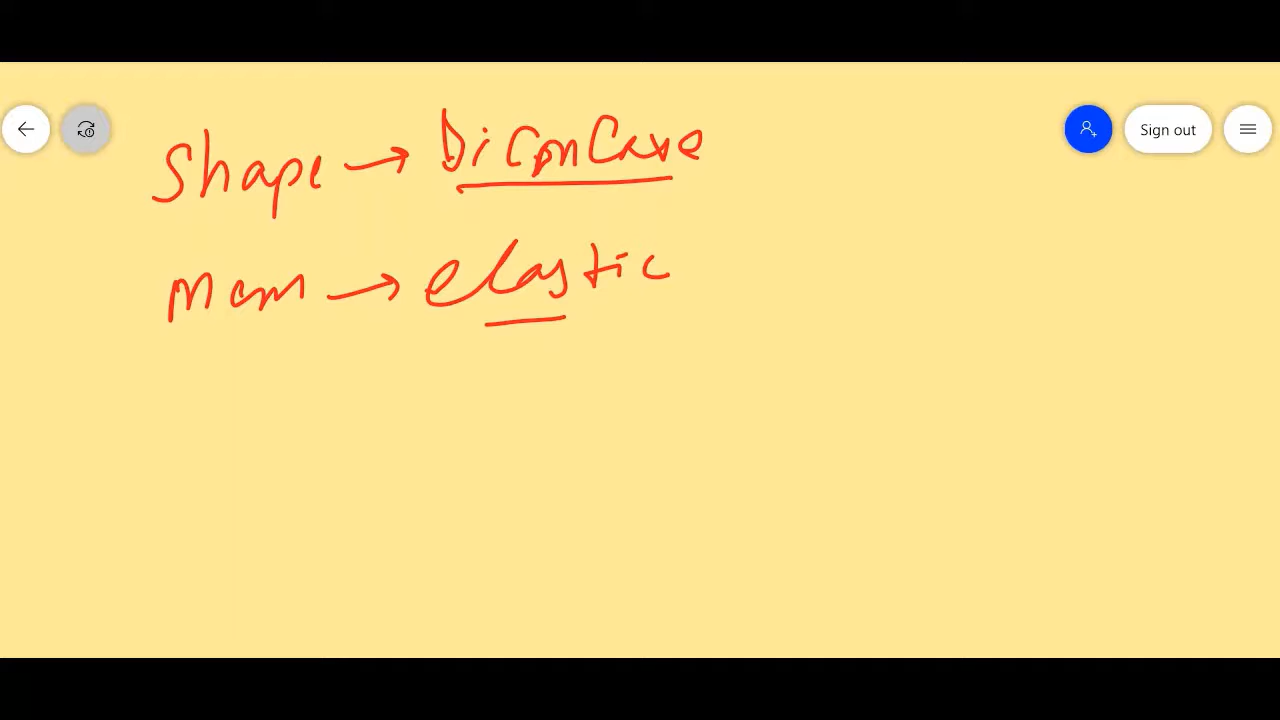 Shape → Biconcave
Sign out
mem → elastic